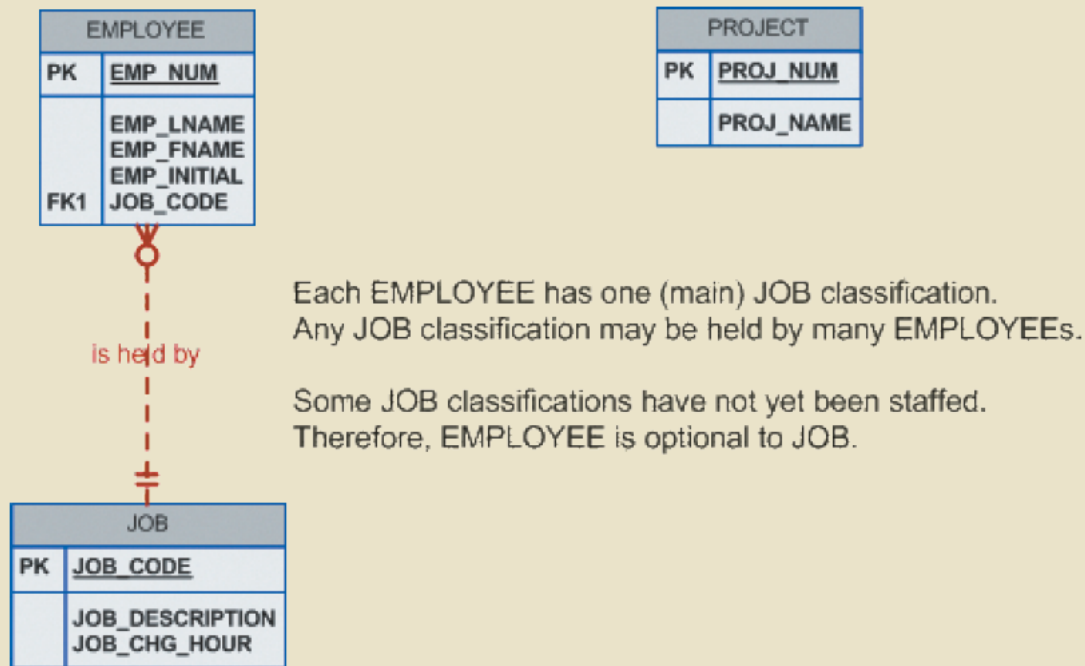 EMPLOYEE
PK EMP_NUM
EMP_LNAME
EMP_FNAME
EMP_INITIAL
FK1 JOB_CODE
PROJECT
PK PROJ_NUM
PROJ_NAME
Each EMPLOYEE has one (main) JOB classification.
Any JOB classification may be held by many EMPLOYEEs.
is held by
Some JOB classifications have not yet been staffed.
Therefore, EMPLOYEE is optional to JOB.
JOB
PK JOB_CODE
JOB_DESCRIPTION
JOB_CHG_HOUR